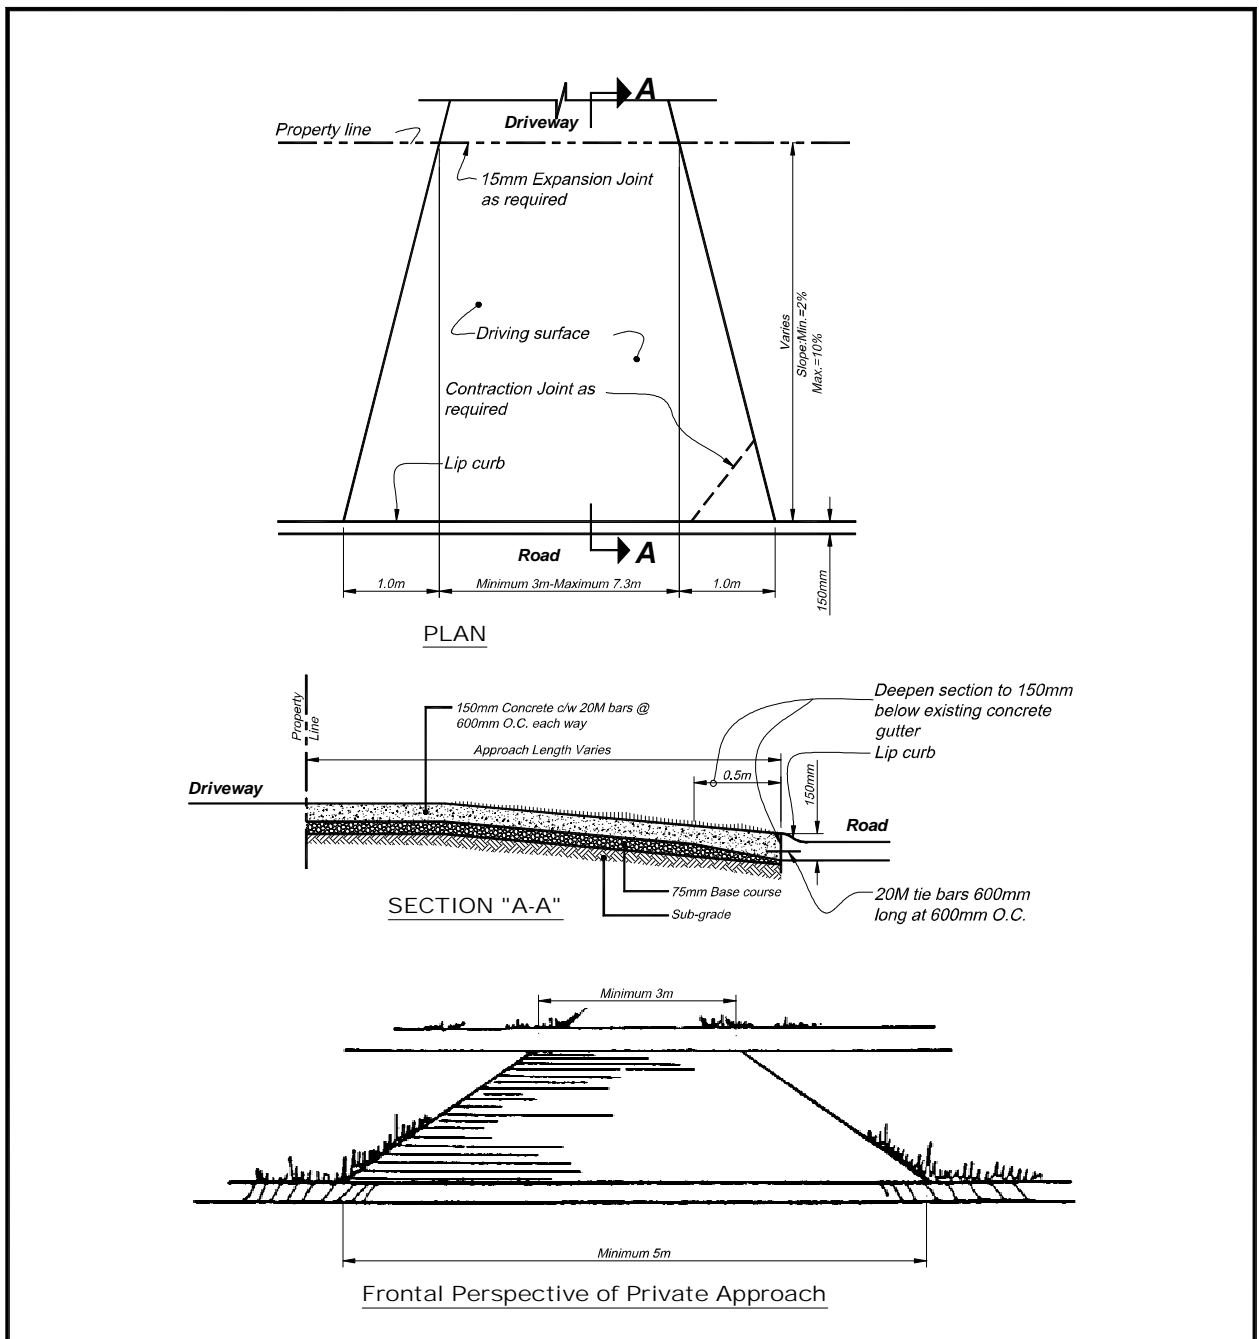 A
Driveway
Property line
15mm Expansion Joint
as required
Driving surface
Varies
Slope:Min.=2%
Max.=10%
Contraction Joint as
required
Lip curb
Road
A
1.0m
Minimum 3m-Maximum 7.3m
1.0m
150mm
PLAN
Property
Line
150mm Concrete c/w 20M bars @
600mm O.C. each way
Deepen section to 150mm
below existing concrete
gutter
Lip curb
Approach Length Varies
0.5m
150mm
Driveway
Road
75mm Base course
Sub-grade
20M tie bars 600mm
long at 600mm O.C.
SECTION "A-A"
Minimum 3m
Minimum 5m
Frontal Perspective of Private Approach